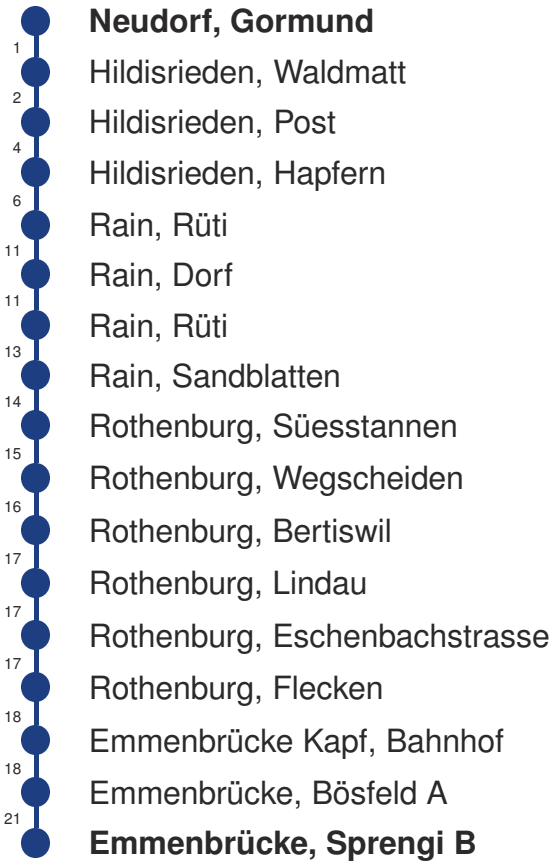 Neudorf, Gormund
1
Hildisrieden, Waldmatt
2
Hildisrieden, Post
4
Hildisrieden, Hapfern
6
Rain, Rüti
11
Rain, Dorf
11
Rain, Rüti
13
Rain, Sandblatten
14
Rothenburg, Süesstannen
15
Rothenburg, Wegscheiden
16
Rothenburg, Bertiswil
17
Rothenburg, Lindau
17
Rothenburg, Eschenbachstrasse
17
Rothenburg, Flecken
18
Emmenbrücke Kapf, Bahnhof
18
Emmenbrücke, Bösfeld A
21
Emmenbrücke, Sprengi B